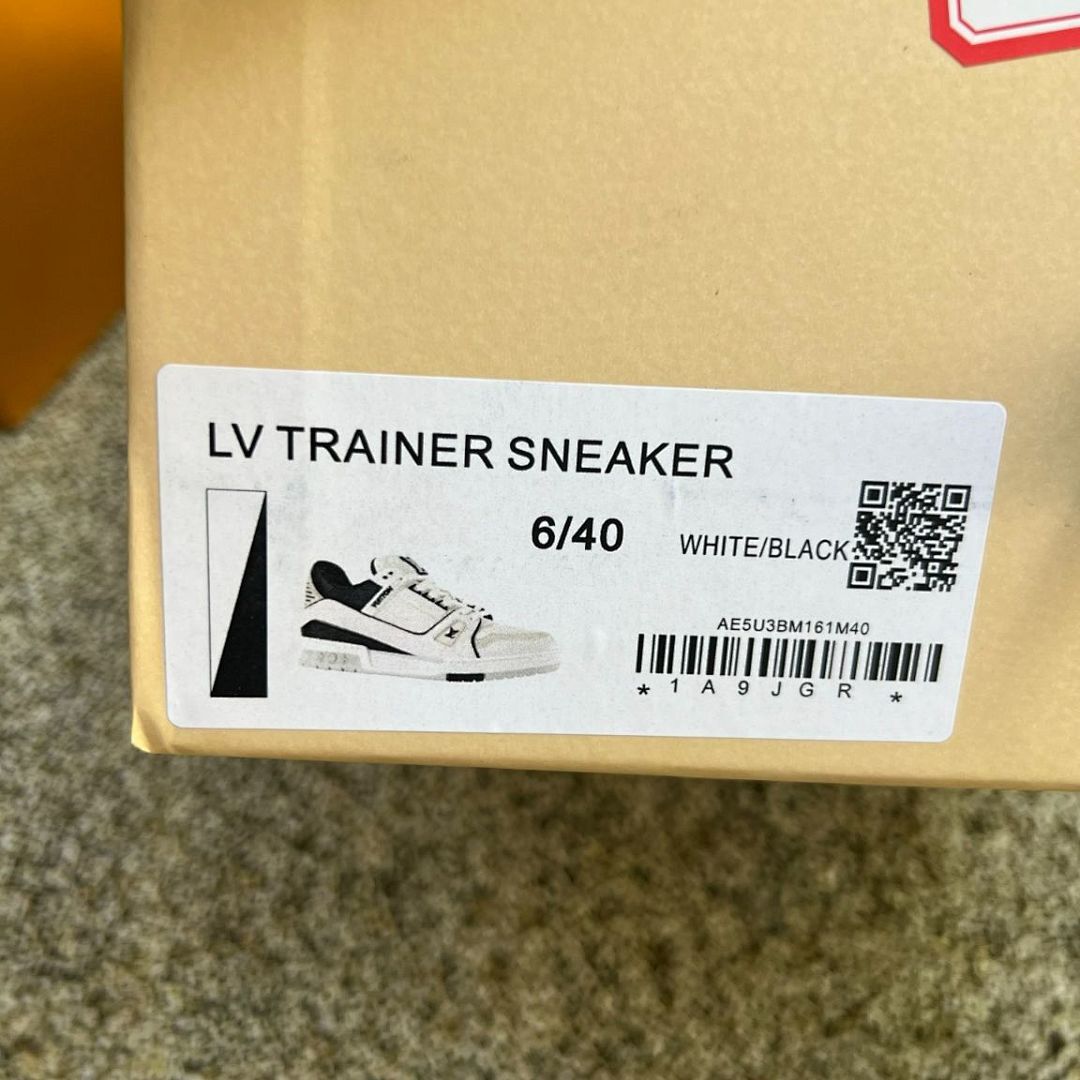 LV TRAINER SNEAKER
6/40
WHITE/BLACK
AE5U3BM161M40
* 1 A 9 J G R *